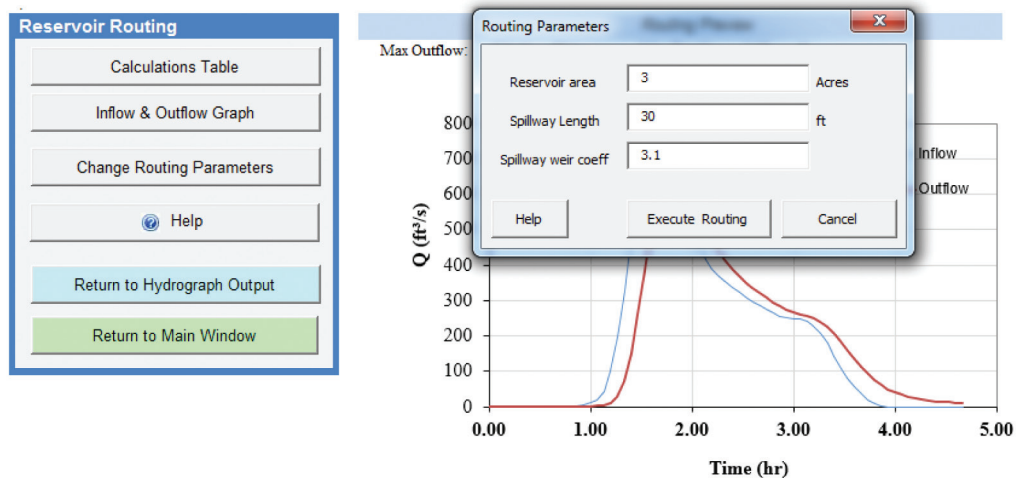 Reservoir Routing
Calculations Table
Inflow & Outflow Graph
Change Routing Parameters
Help
Return to Hydrograph Output
Return to Main Window
Max Outflow:
Routing Parameters
Reservoir area 3 Acres
Spillway Length 30 ft
Spillway weir coeff 3.1
Help Execute Routing Cancel
Inflow
Outflow
Q (ft³/s)
800
700
600
500
400
300
200
100
0
0.00 1.00 2.00 3.00 4.00 5.00
Time (hr)